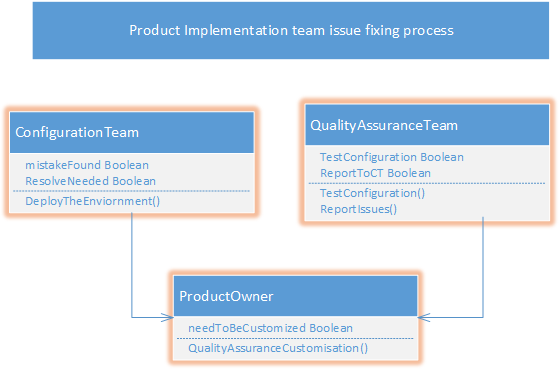 Product Implementation team issue fixing process
ConfigurationTeam
mistakeFound Boolean
ResolveNeeded Boolean
DeployTheEnviornment()
QualityAssuranceTeam
TestConfiguration Boolean
ReportToCT Boolean
TestConfiguration()
ReportIssues()
ProductOwner
needToBeCustomized Boolean
QualityAssuranceCustomisation()